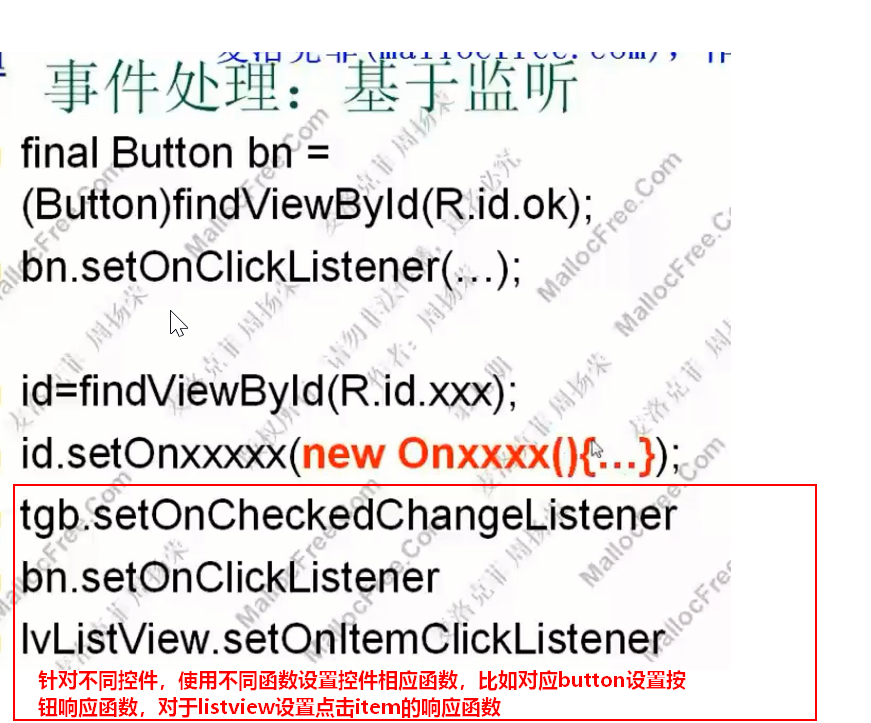 事件处理：基于监听
final Button bn =
(Button)findViewById(R.id.ok);
bn.setOnClickListener(…);
id=findViewById(R.id.xxx);
id.setOnxxxxx(new Onxxxx(){…});
tgb.setOnCheckedChangeListener
bn.setOnClickListener
lvListView.setOnItemClickListener
针对不同控件，使用不同函数设置控件相应函数，比如对应button设置按
钮响应函数，对于listview设置点击item的响应函数
MallocFree.Com
麦洛克菲 周扬荣